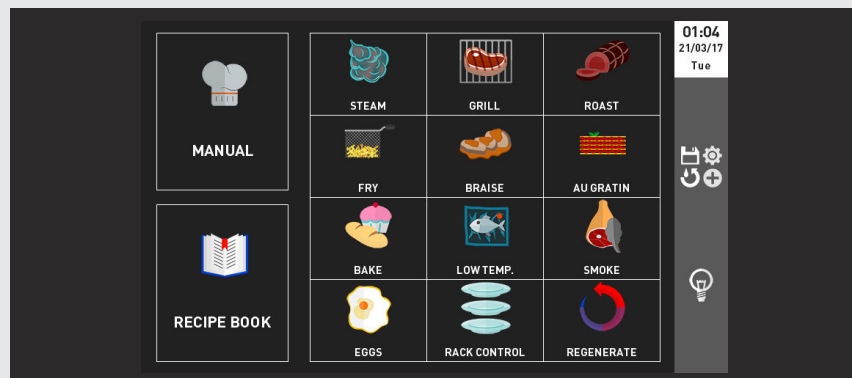 01:04
21/03/17
Tue
MANUAL
RECIPE BOOK
STEAM
GRILL
ROAST
FRY
BRAISE
AU GRATIN
BAKE
LOW TEMP.
SMOKE
EGGS
RACK CONTROL
REGENERATE